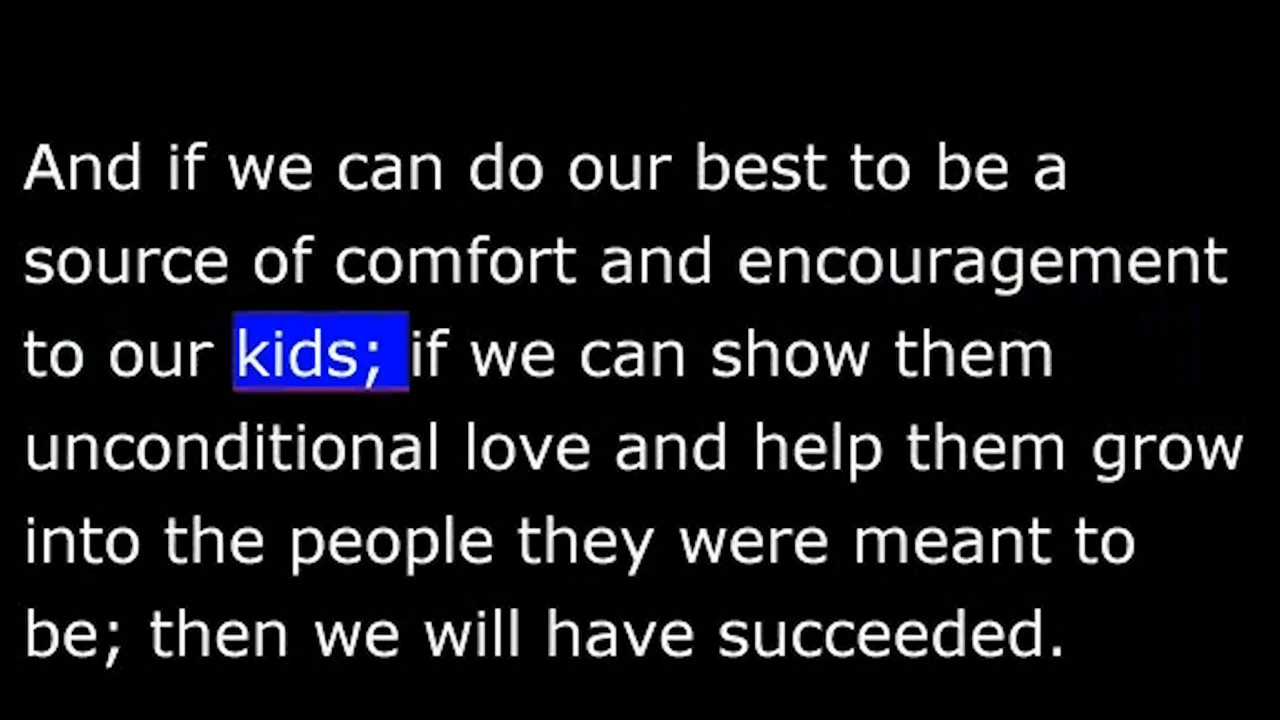 And if we can do our best to be a
source of comfort and encouragement
to our kids; if we can show them
unconditional love and help them grow
into the people they were meant to
be; then we will have succeeded.